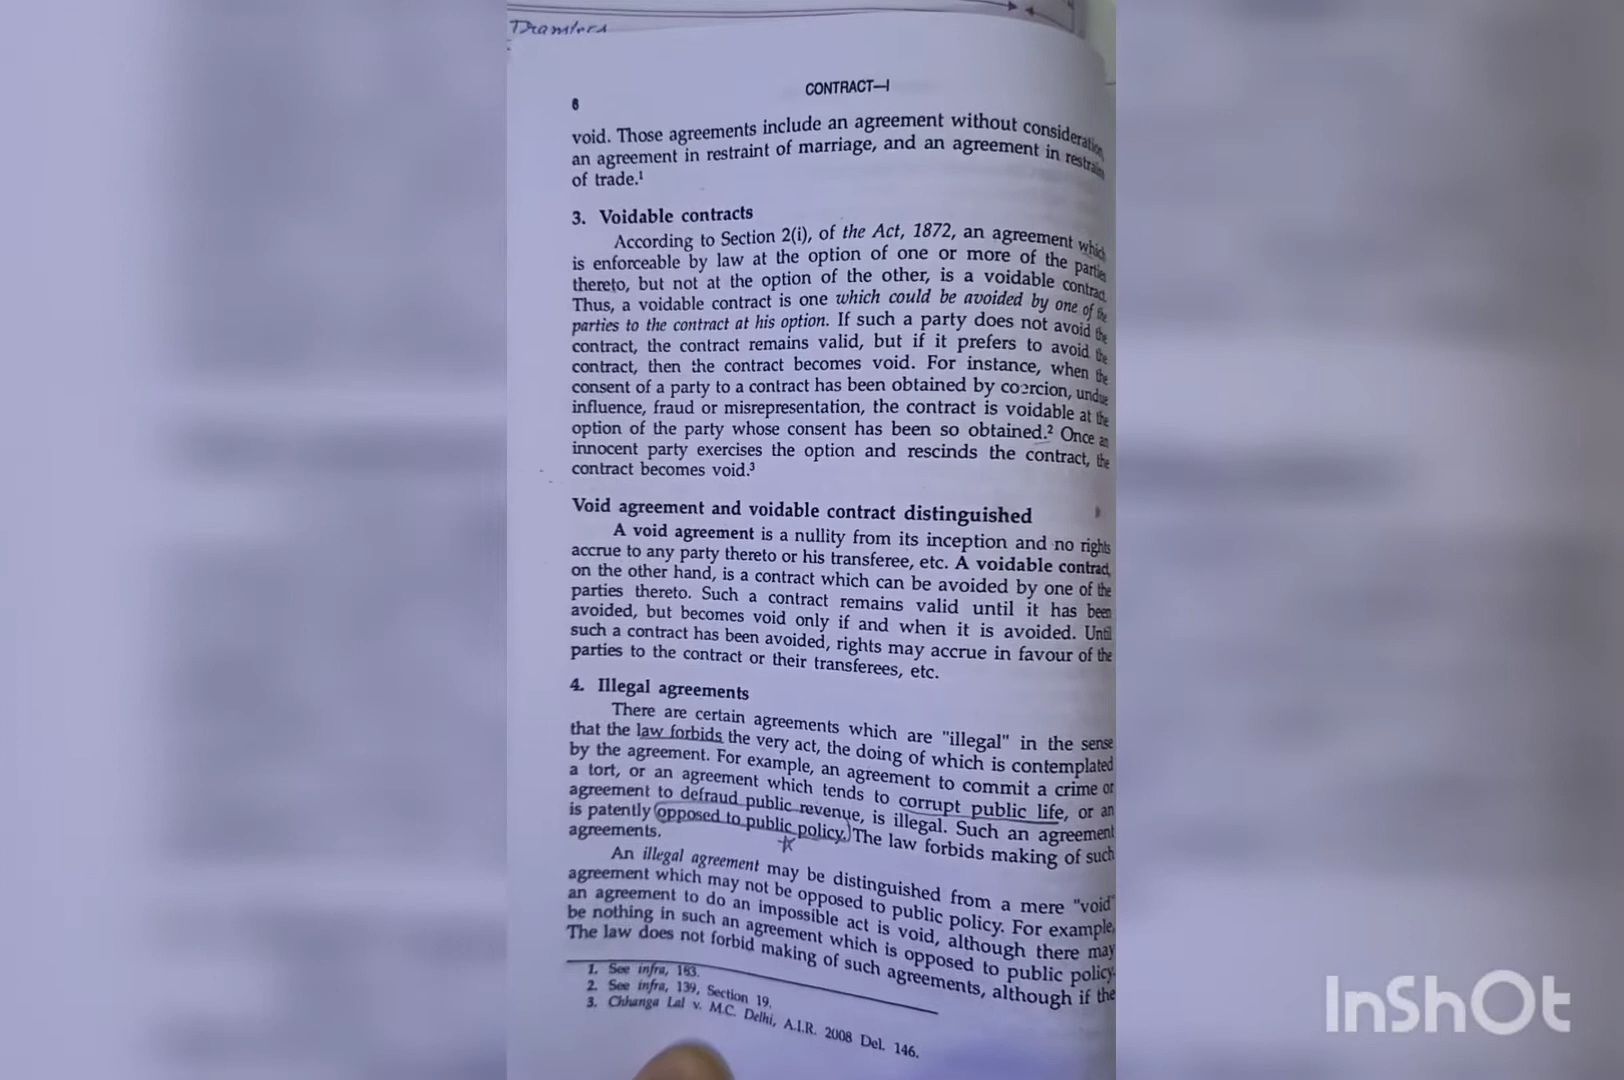 CONTRACT—I
6
void. Those agreements include an agreement without consideration,
an agreement in restraint of marriage, and an agreement in restraint
of trade.1
3. Voidable contracts
According to Section 2(i), of the Act, 1872, an agreement which
is enforceable by law at the option of one or more of the parties
thereto, but not at the option of the other, is a voidable contract.
Thus, a voidable contract is one which could be avoided by one of the
parties to the contract at his option. If such a party does not avoid the
contract, the contract remains valid, but if it prefers to avoid the
contract, then the contract becomes void. For instance, when the
consent of a party to a contract has been obtained by coercion, undue
influence, fraud or misrepresentation, the contract is voidable at the
option of the party whose consent has been so obtained.2 Once an
innocent party exercises the option and rescinds the contract, the
contract becomes void.3
Void agreement and voidable contract distinguished
A void agreement is a nullity from its inception and no rights
accrue to any party thereto or his transferee, etc. A voidable contract,
on the other hand, is a contract which can be avoided by one of the
parties thereto. Such a contract remains valid until it has been
avoided, but becomes void only if and when it is avoided. Until
such a contract has been avoided, rights may accrue in favour of the
parties to the contract or their transferees, etc.
4. Illegal agreements
There are certain agreements which are "illegal" in the sense
that the law forbids the very act, the doing of which is contemplated
by the agreement. For example, an agreement to commit a crime or
a tort, or an agreement which tends to corrupt public life, or an
agreement to defraud public revenue, is illegal. Such an agreement
is patently opposed to public policy. The law forbids making of such
agreements.
An illegal agreement may be distinguished from a mere "void"
agreement which may not be opposed to public policy. For example,
an agreement to do an impossible act is void, although there may
be nothing in such an agreement which is opposed to public policy.
The law does not forbid making of such agreements, although if the
1. See infra, 163.
2. See infra, 139, Section 19.
3. Chhanga Lal v. M.C. Delhi, A.I.R. 2008 Del. 146.
InShOt